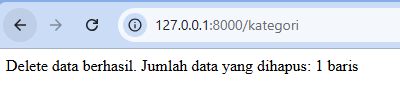 127.0.0.1:8000/kategori
Delete data berhasil. Jumlah data yang dihapus: 1 baris